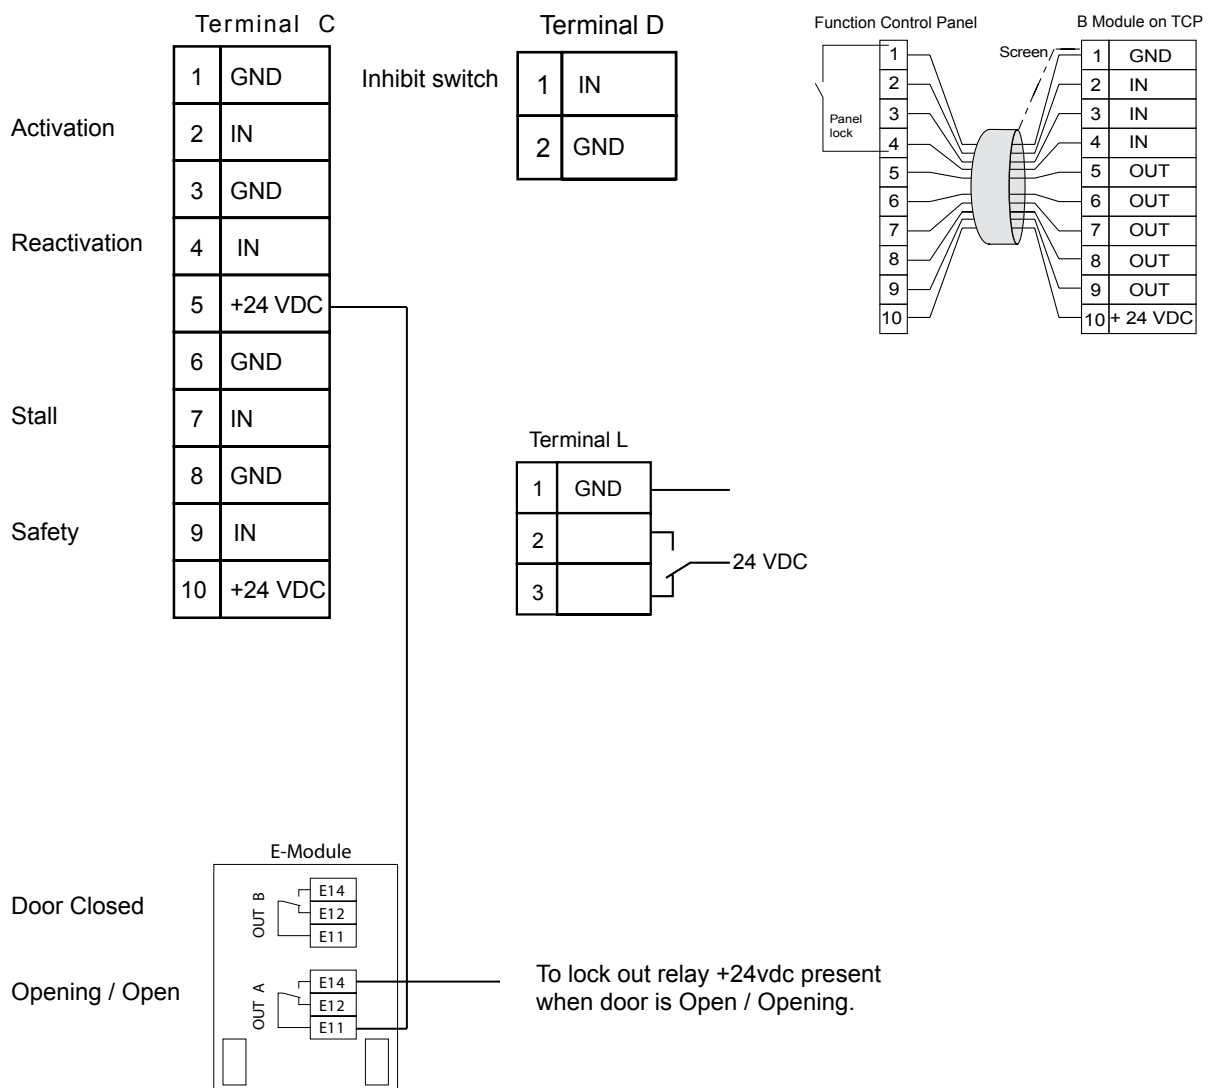 Terminal C
1 GND
Activation 2 IN
3 GND
Reactivation 4 IN
5 +24 VDC
6 GND
Stall 7 IN
8 GND
Safety 9 IN
10 +24 VDC
Terminal D
Inhibit switch 1 IN
2 GND
Function Control Panel
1
2
3
4
5
6
7
8
9
10
Panel
lock
Screen
B Module on TCP
1 GND
2 IN
3 IN
4 IN
5 OUT
6 OUT
7 OUT
8 OUT
9 OUT
10 + 24 VDC
Terminal L
1 GND
2
3
24 VDC
E-Module
Door Closed
OUT B
E14
E12
E11
Opening / Open
OUT A
E14
E12
E11
To lock out relay +24vdc present
when door is Open / Opening.